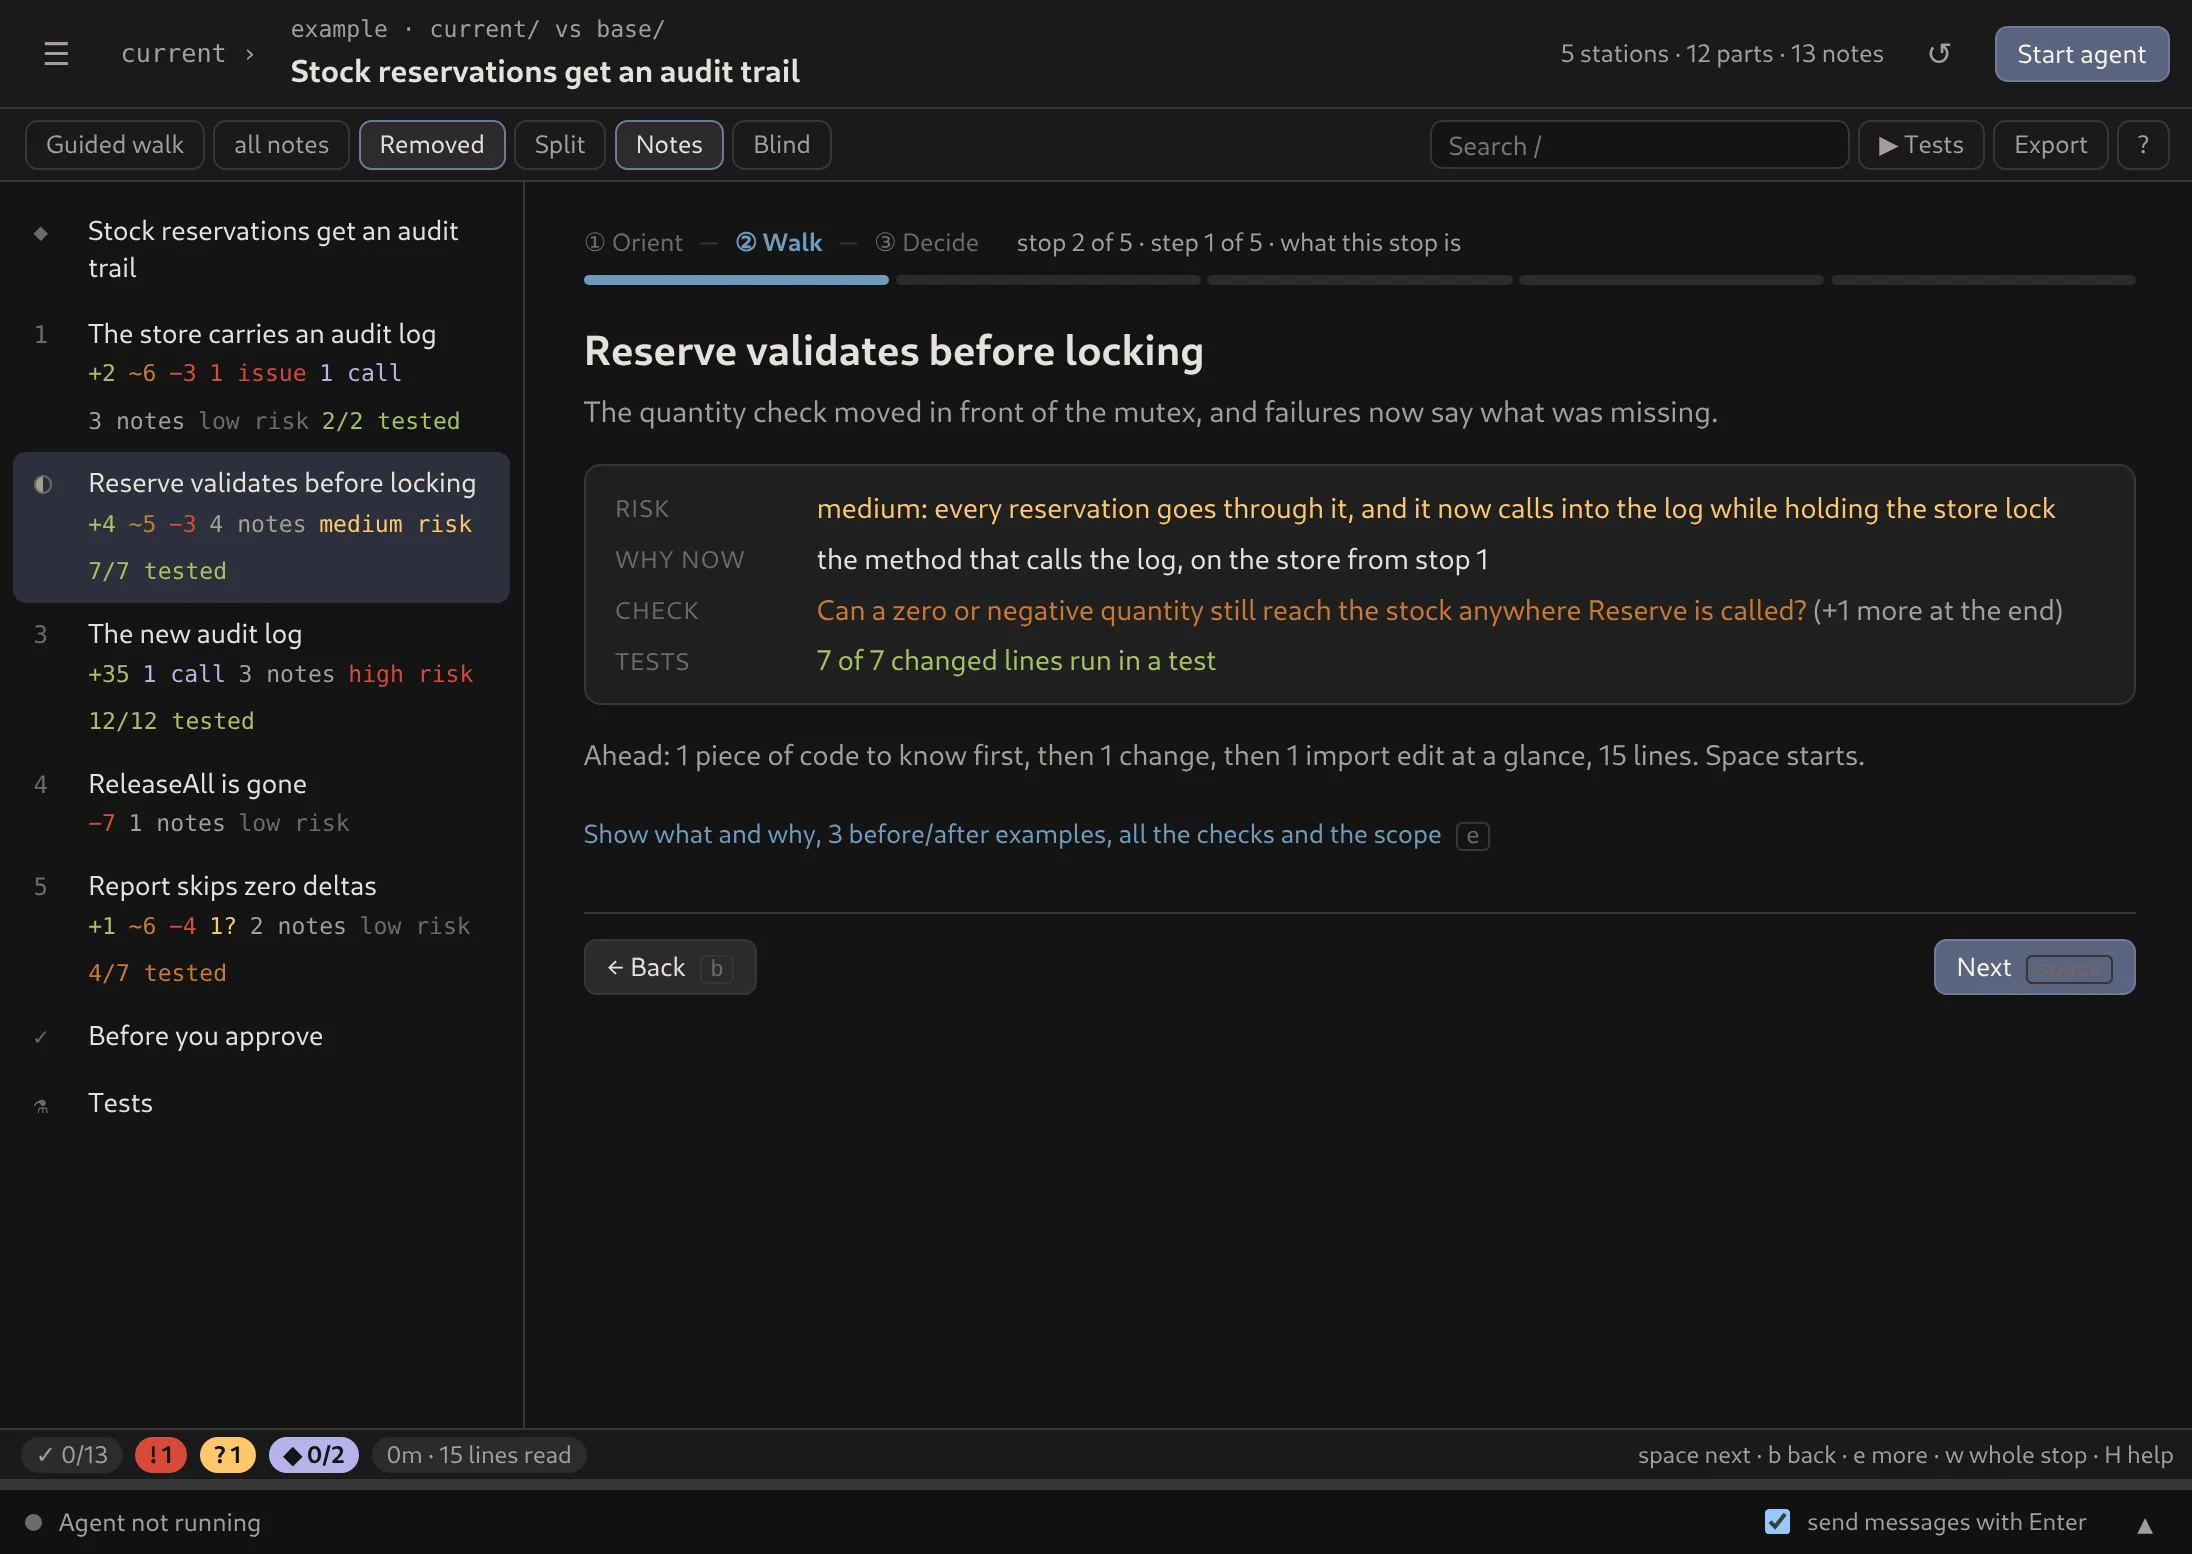 ☰ current › example · current/ vs base/
Stock reservations get an audit trail
5 stations · 12 parts · 13 notes ↺ Start agent
Guided walk all notes Removed Split Notes Blind Search / ▶ Tests Export ?
◆ Stock reservations get an audit
trail
1 The store carries an audit log
+2 ~6 −3 1 issue 1 call
3 notes low risk 2/2 tested
◐ Reserve validates before locking
+4 ~5 −3 4 notes medium risk
7/7 tested
3 The new audit log
+35 1 call 3 notes high risk
12/12 tested
4 ReleaseAll is gone
−7 1 notes low risk
5 Report skips zero deltas
+1 ~6 −4 1? 2 notes low risk
4/7 tested
✓ Before you approve
⚗ Tests
① Orient — ② Walk — ③ Decide stop 2 of 5 · step 1 of 5 · what this stop is
Reserve validates before locking
The quantity check moved in front of the mutex, and failures now say what was missing.
RISK medium: every reservation goes through it, and it now calls into the log while holding the store lock
WHY NOW the method that calls the log, on the store from stop 1
CHECK Can a zero or negative quantity still reach the stock anywhere Reserve is called? (+1 more at the end)
TESTS 7 of 7 changed lines run in a test
Ahead: 1 piece of code to know first, then 1 change, then 1 import edit at a glance, 15 lines. Space starts.
Show what and why, 3 before/after examples, all the checks and the scope e
← Back b Next space
✓ 0/13 ! 1 ? 1 ◆ 0/2 0m · 15 lines read space next · b back · e more · w whole stop · H help
Agent not running send messages with Enter ▲